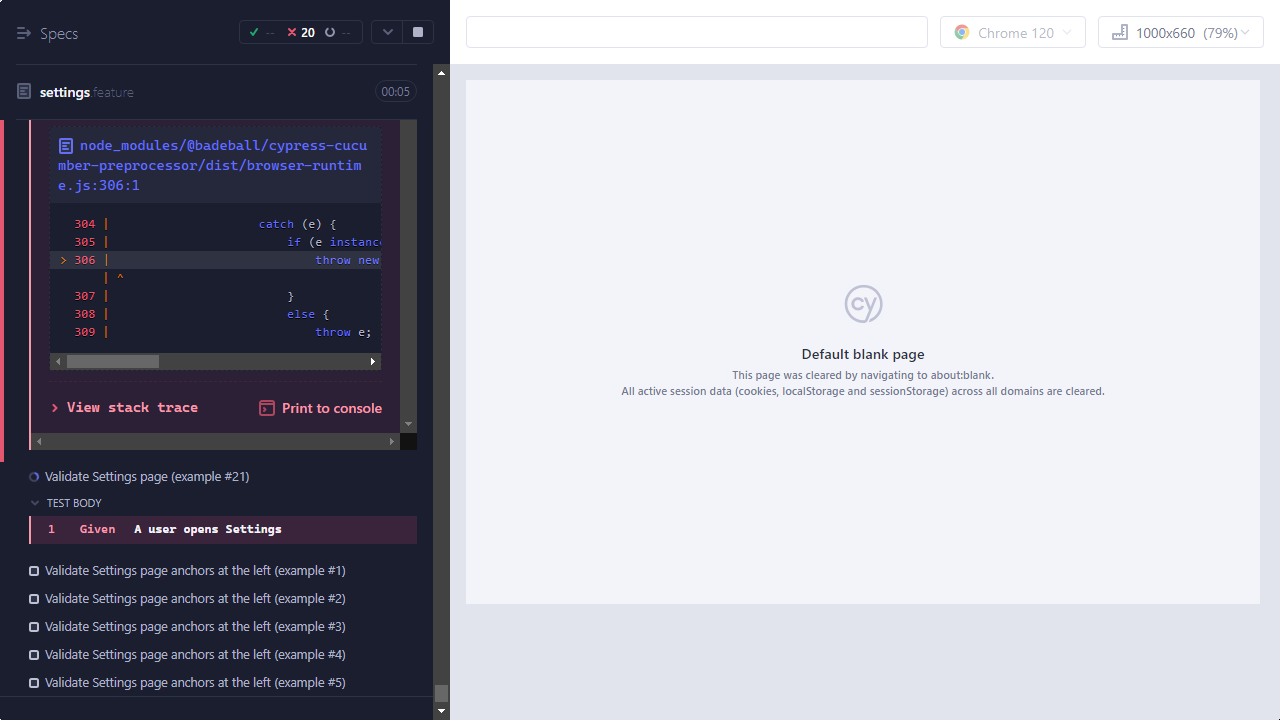 Specs
-- 20 --
Chrome 120
1000x660 (79%)
settings.feature
00:05
node_modules/@badeball/cypress-cucu
mber-preprocessor/dist/browser-runtim
e.js:306:1
304 | catch (e) {
305 | if (e instanc
> 306 | throw new
| ^
307 | }
308 | else {
309 | throw e;
View stack trace
Print to console
Validate Settings page (example #21)
TEST BODY
1 Given A user opens Settings
Validate Settings page anchors at the left (example #1)
Validate Settings page anchors at the left (example #2)
Validate Settings page anchors at the left (example #3)
Validate Settings page anchors at the left (example #4)
Validate Settings page anchors at the left (example #5)
cy
Default blank page
This page was cleared by navigating to about:blank.
All active session data (cookies, localStorage and sessionStorage) across all domains are cleared.